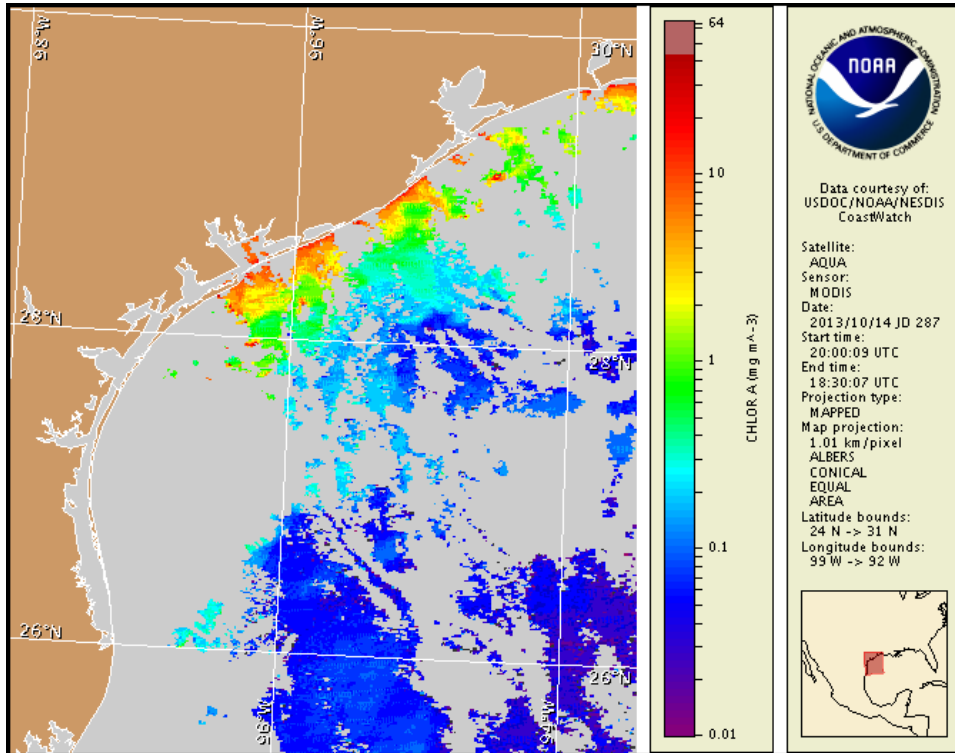 98°W
96°W
30°N
28°N
28°N
26°N
26°N
96°W
94°W
64
10
1
0.1
0.01
CHLOR A (mg m^-3)
NATIONAL OCEANIC AND ATMOSPHERIC ADMINISTRATION
NOAA
U.S. DEPARTMENT OF COMMERCE
Data courtesy of:
USDOC/NOAA/NESDIS
CoastWatch
Satellite:
AQUA
Sensor:
MODIS
Date:
2013/10/14 JD 287
Start time:
20:00:09 UTC
End time:
18:30:07 UTC
Projection type:
MAPPED
Map projection:
1.01 km/pixel
ALBERS
CONICAL
EQUAL
AREA
Latitude bounds:
24 N -> 31 N
Longitude bounds:
99 W -> 92 W